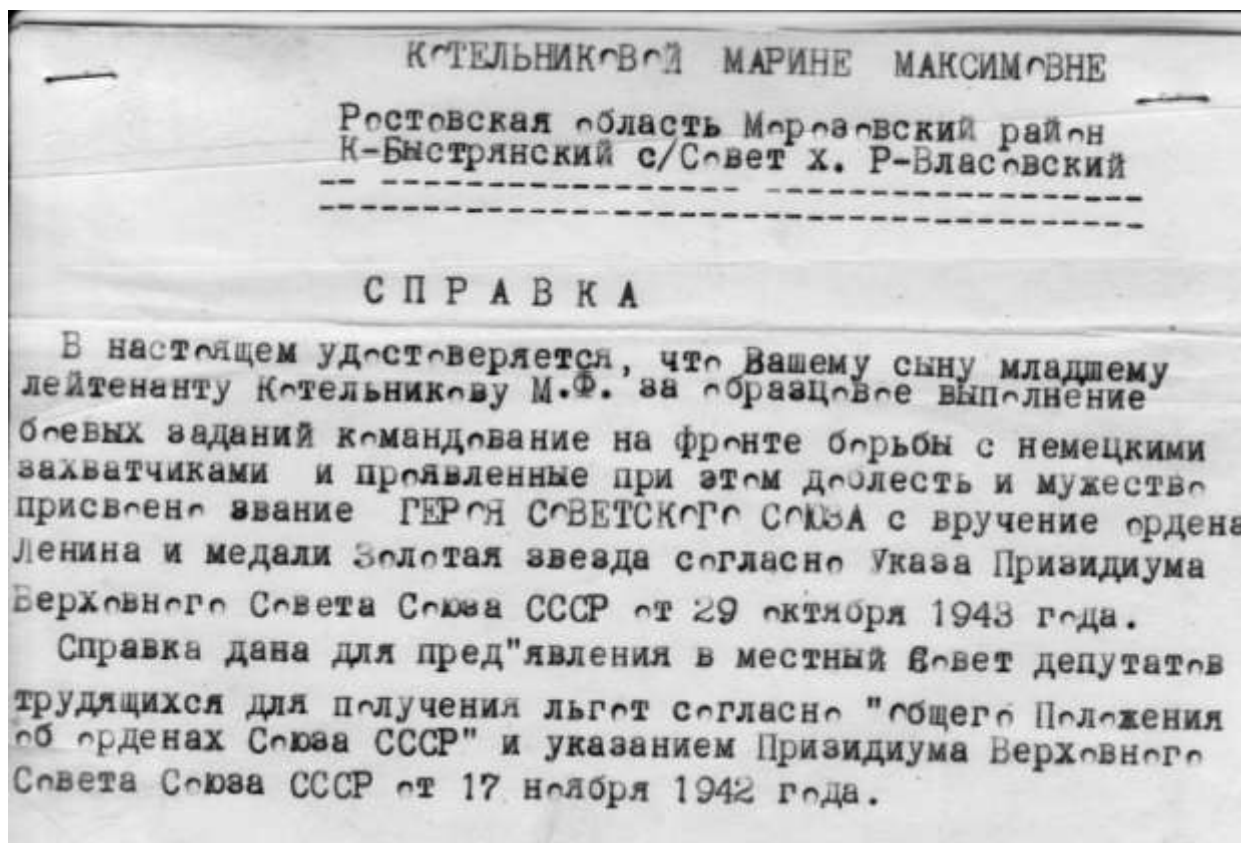 КОТЕЛЬНИКОВОЙ МАРИНЕ МАКСИМОВНЕ
Ростовская область Морозовский район
К-Быстрянский с/Совет х. Р-Власовский
СПРАВКА
В настоящем удостоверяется, что Вашему сыну младшему
лейтенанту Котельникову М.Ф. за образцовое выполнение
боевых заданий командование на фронте борьбы с немецкими
захватчиками и проявленные при этом доблесть и мужество
присвоено звание ГЕРОЯ СОВЕТСКОГО СОЮЗА с вручение ордена
Ленина и медали Золотая звезда согласно Указа Призидиума
Верховного Совета Союза СССР от 29 октября 1943 года.
Справка дана для пред"явления в местный Совет депутатов
трудящихся для получения льгот согласно "общего Положения
об орденах Союза СССР" и указанием Призидиума Верховного
Совета Союза СССР от 17 ноября 1942 года.